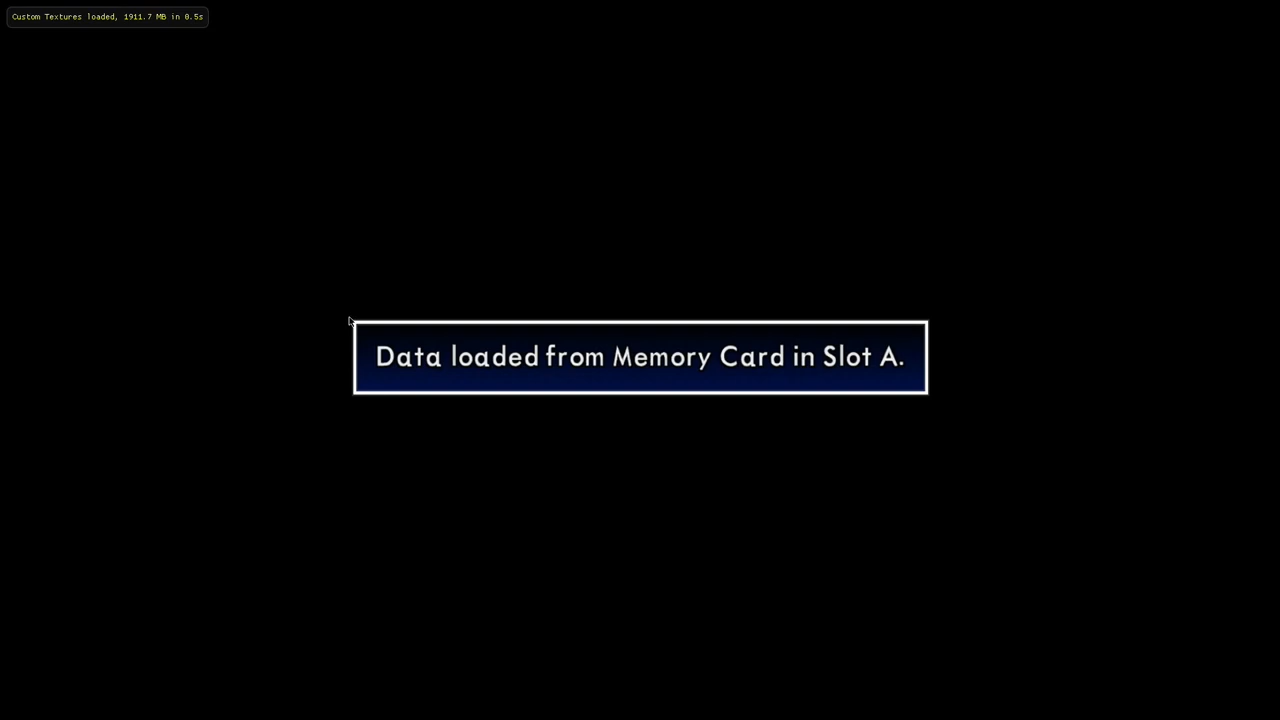 Custom Textures loaded, 1911.7 MB in 0.5s
Data loaded from Memory Card in Slot A.